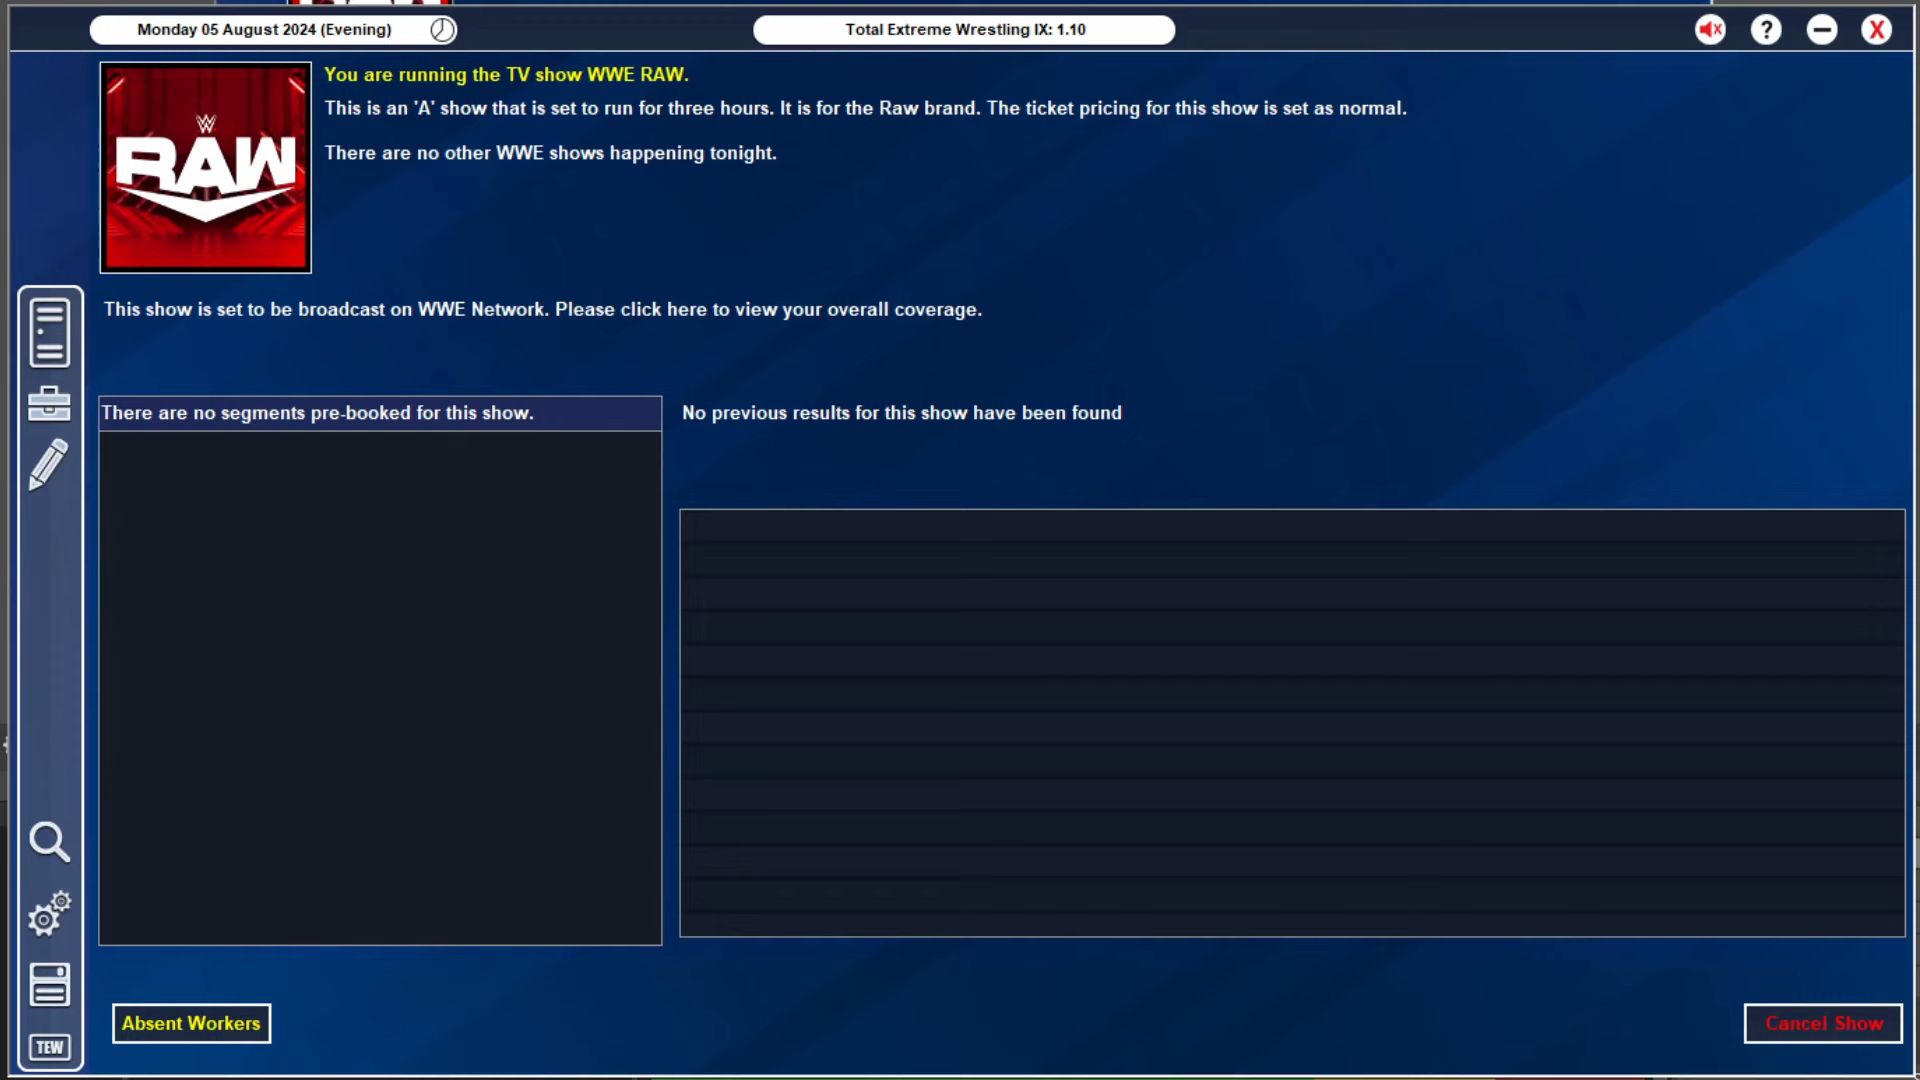 Monday 05 August 2024 (Evening)
Total Extreme Wrestling IX: 1.10
?
X
W
RAW
You are running the TV show WWE RAW.
This is an 'A' show that is set to run for three hours. It is for the Raw brand. The ticket pricing for this show is set as normal.
There are no other WWE shows happening tonight.
This show is set to be broadcast on WWE Network. Please click here to view your overall coverage.
There are no segments pre-booked for this show.
No previous results for this show have been found
TEW
Absent Workers
Cancel Show